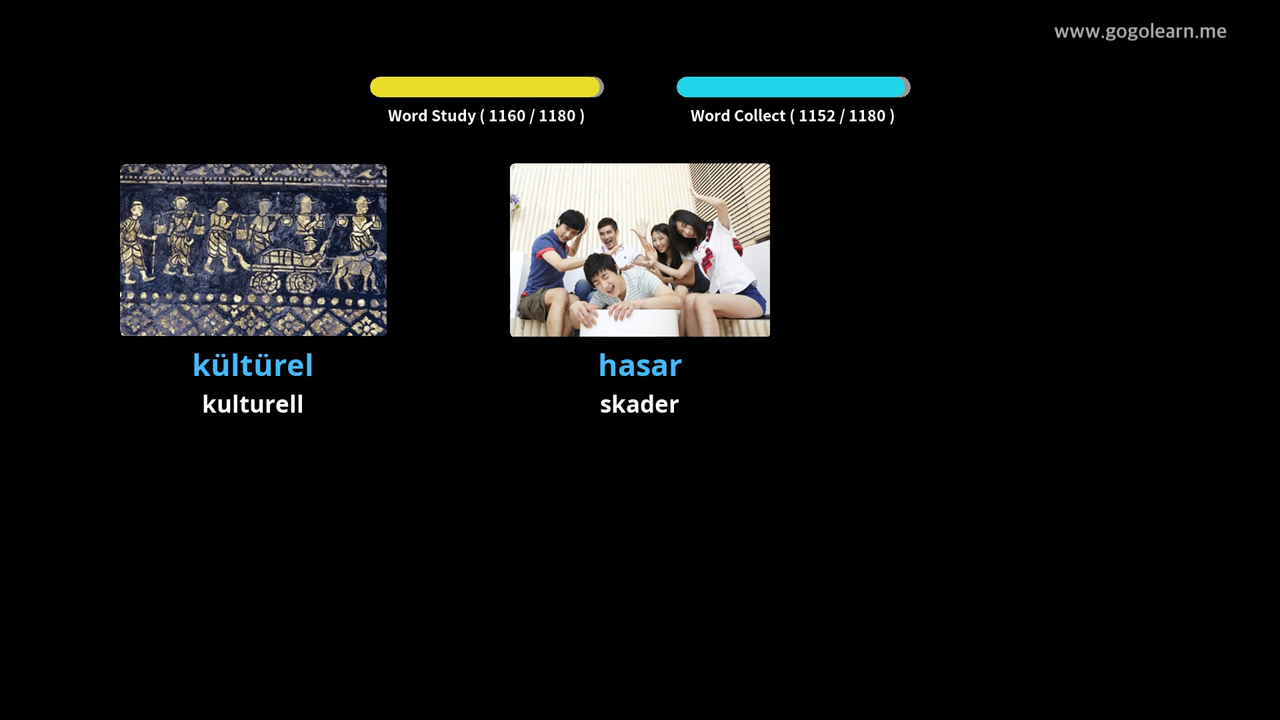 www.gogolearn.me
Word Study ( 1160 / 1180 )
Word Collect ( 1152 / 1180 )
kültürel
kulturell
hasar
skader